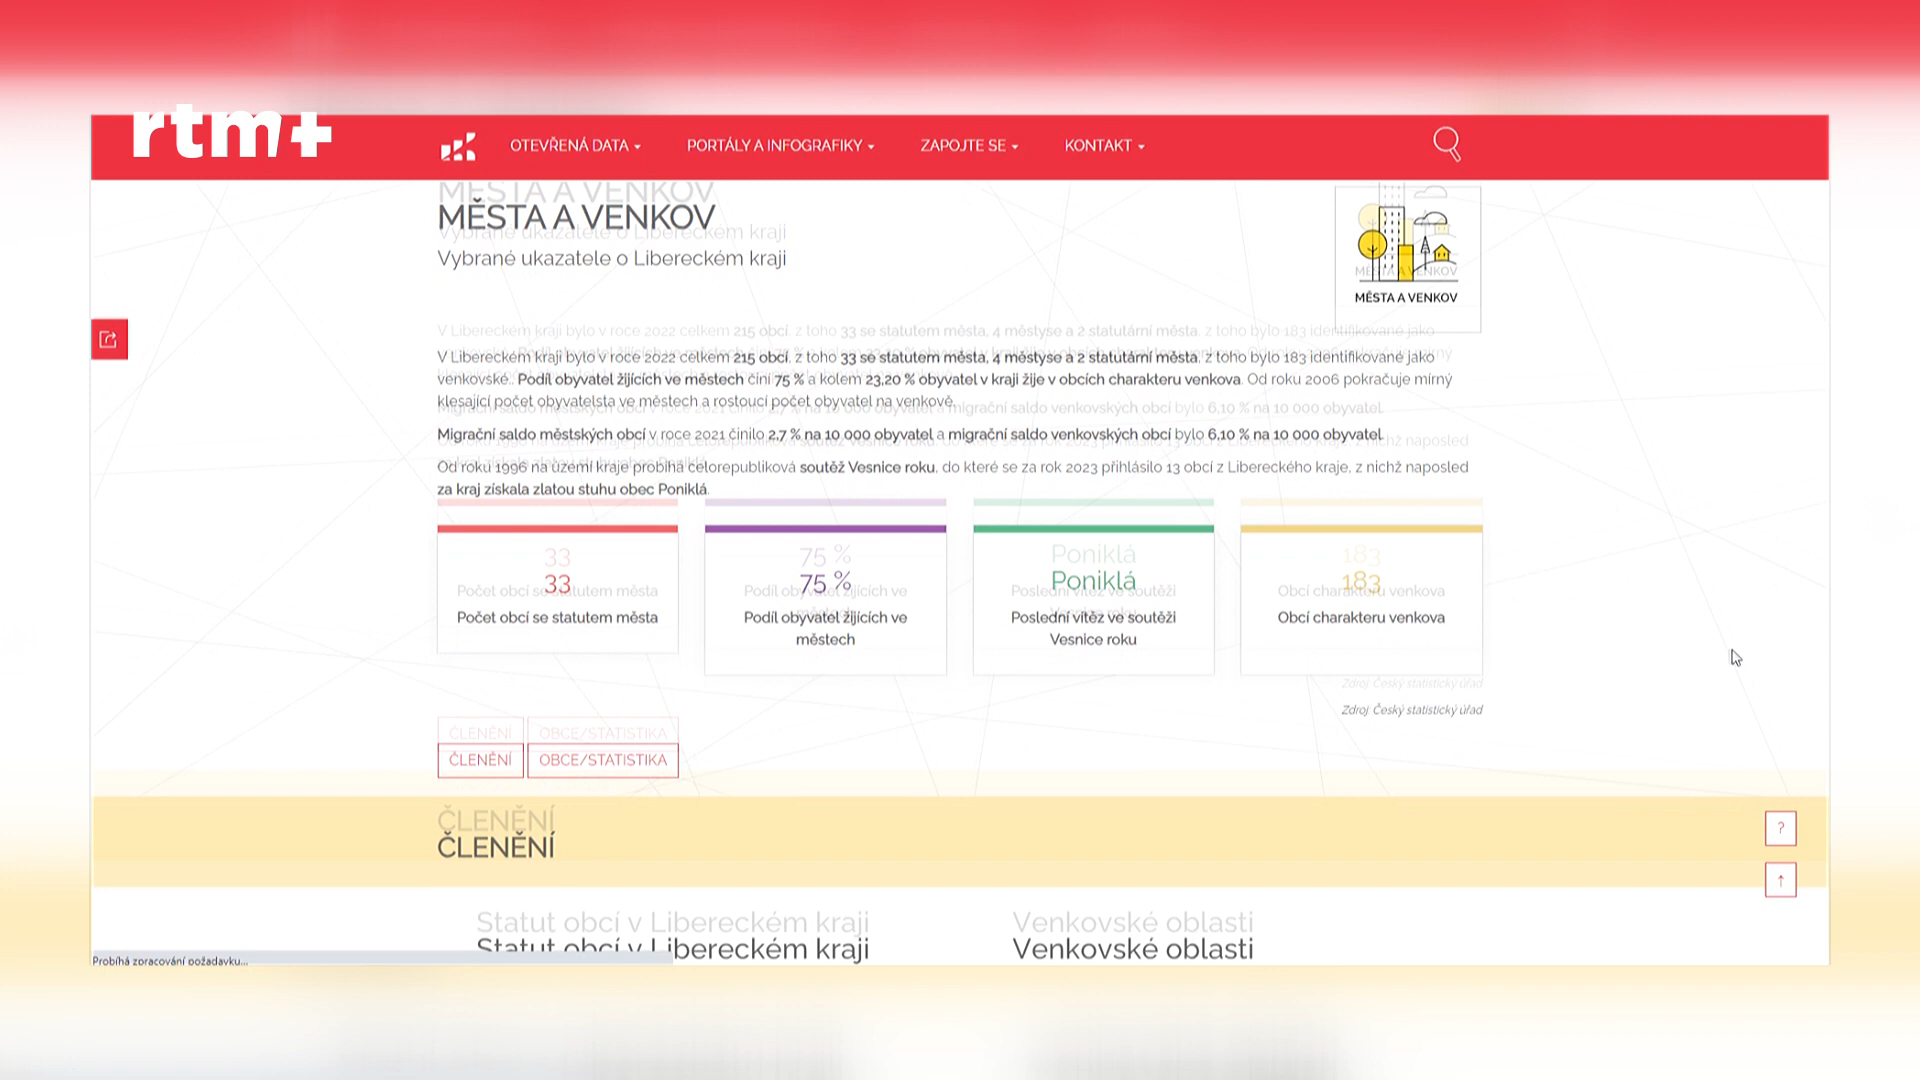 rtm+
OTEVŘENÁ DATA
PORTÁLY A INFOGRAFIKY
ZAPOJTE SE
KONTAKT
MĚSTA A VENKOV
Vybrané ukazatele o Libereckém kraji
MĚSTA A VENKOV
V Libereckém kraji bylo v roce 2022 celkem 215 obcí, z toho 33 se statutem města, 4 městyse a 2 statutární města, z toho bylo 183 identifikované jako
venkovské.. Podíl obyvatel žijících ve městech činí 75 % a kolem 23,20 % obyvatel v kraji žije v obcích charakteru venkova. Od roku 2006 pokračuje mírný
klesající počet obyvatelsta ve městech a rostoucí počet obyvatel na venkově.
Migrační saldo městských obcí v roce 2021 činilo 2,7 % na 10 000 obyvatel a migrační saldo venkovských obcí bylo 6,10 % na 10 000 obyvatel.
Od roku 1996 na území kraje probíhá celorepubliková soutěž Vesnice roku, do které se za rok 2023 přihlásilo 13 obcí z Libereckého kraje, z nichž naposled
za kraj získala zlatou stuhu obec Poniklá.
33
Počet obcí se statutem města
75 %
Podíl obyvatel žijících ve
městech
Poniklá
Poslední vítěz ve soutěži
Vesnice roku
183
Obcí charakteru venkova
Zdroj: Český statistický úřad
ČLENĚNÍ
OBCE/STATISTIKA
ČLENĚNÍ
?
↑
Statut obcí v Libereckém kraji
Venkovské oblasti
Probíhá zpracování požadavku...